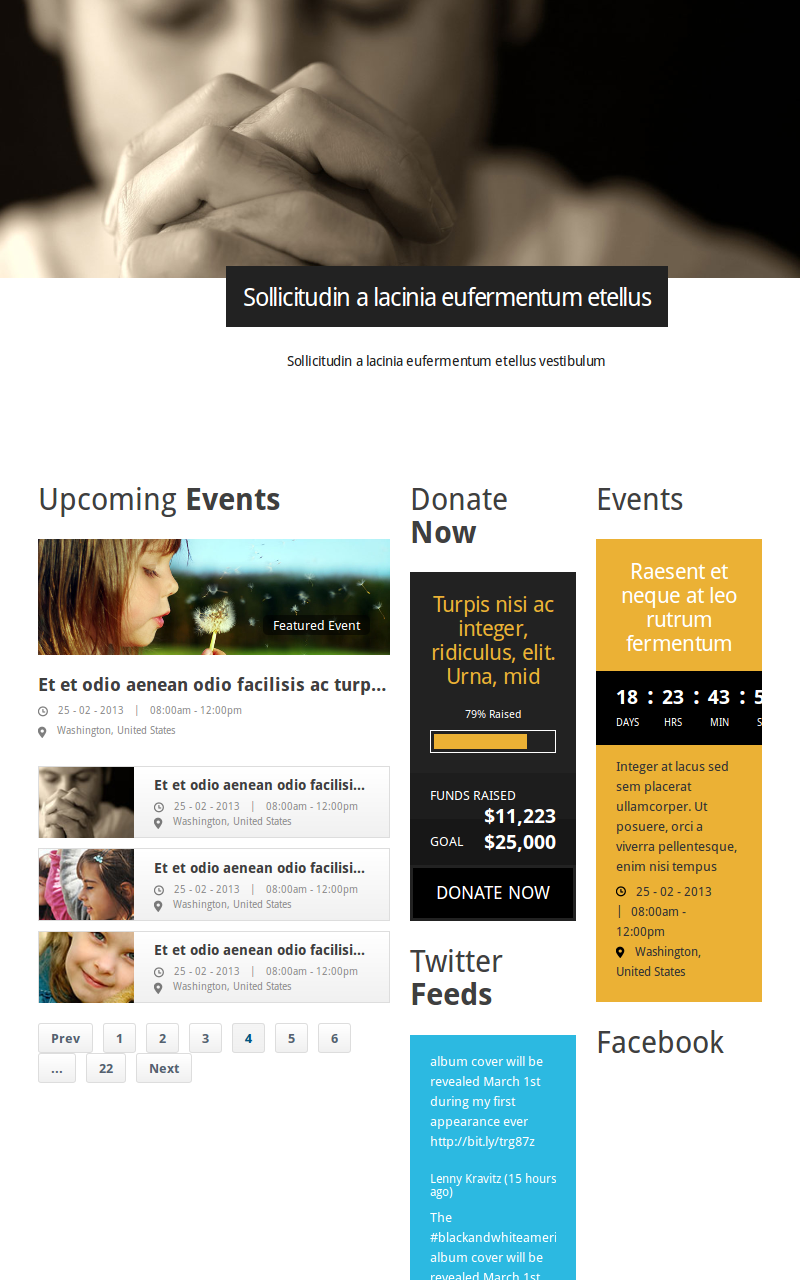 Sollicitudin a lacinia eufermentum etellus
Sollicitudin a lacinia eufermentum etellus vestibulum
Upcoming Events
Featured Event
Et et odio aenean odio facilisis ac turp...
25 - 02 - 2013 | 08:00am - 12:00pm
Washington, United States
Et et odio aenean odio facilisi...
25 - 02 - 2013 | 08:00am - 12:00pm
Washington, United States
Et et odio aenean odio facilisi...
25 - 02 - 2013 | 08:00am - 12:00pm
Washington, United States
Et et odio aenean odio facilisi...
25 - 02 - 2013 | 08:00am - 12:00pm
Washington, United States
Prev 1 2 3 4 5 6
... 22 Next
Donate
Now
Turpis nisi ac
integer,
ridiculus, elit.
Urna, mid
79% Raised
FUNDS RAISED
$11,223
GOAL $25,000
DONATE NOW
Twitter
Feeds
album cover will be
revealed March 1st
during my first
appearance ever
http://bit.ly/trg87z
Lenny Kravitz (15 hours
ago)
The
#blackandwhiteameri
album cover will be
revealed March 1st
Events
Raesent et
neque at leo
rutrum
fermentum
18 : 23 : 43 : 5
DAYS HRS MIN S
Integer at lacus sed
sem placerat
ullamcorper. Ut
posuere, orci a
viverra pellentesque,
enim nisi tempus
25 - 02 - 2013
| 08:00am -
12:00pm
Washington,
United States
Facebook